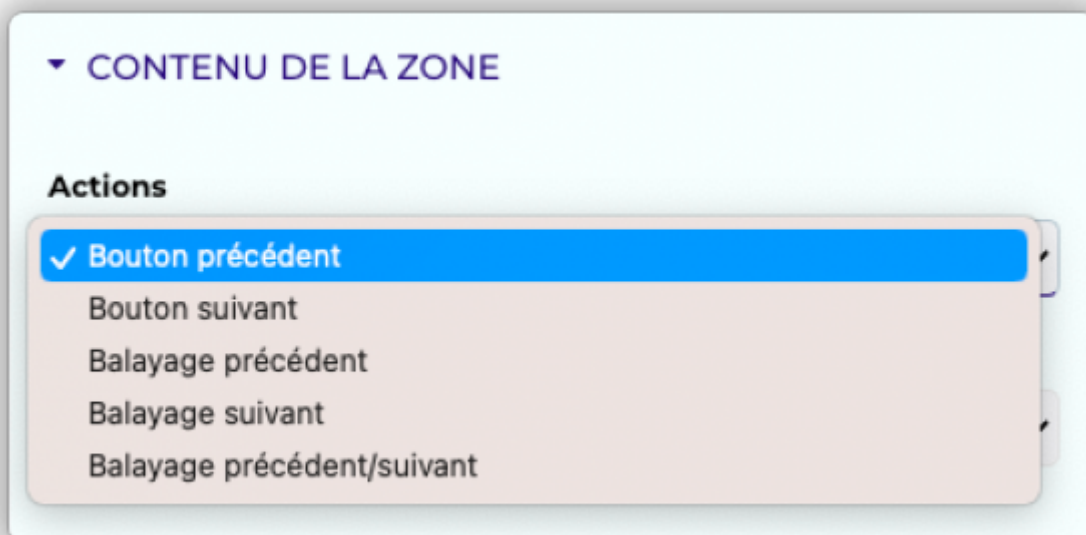 CONTENU DE LA ZONE
Actions
Bouton précédent
Bouton suivant
Balayage précédent
Balayage suivant
Balayage précédent/suivant